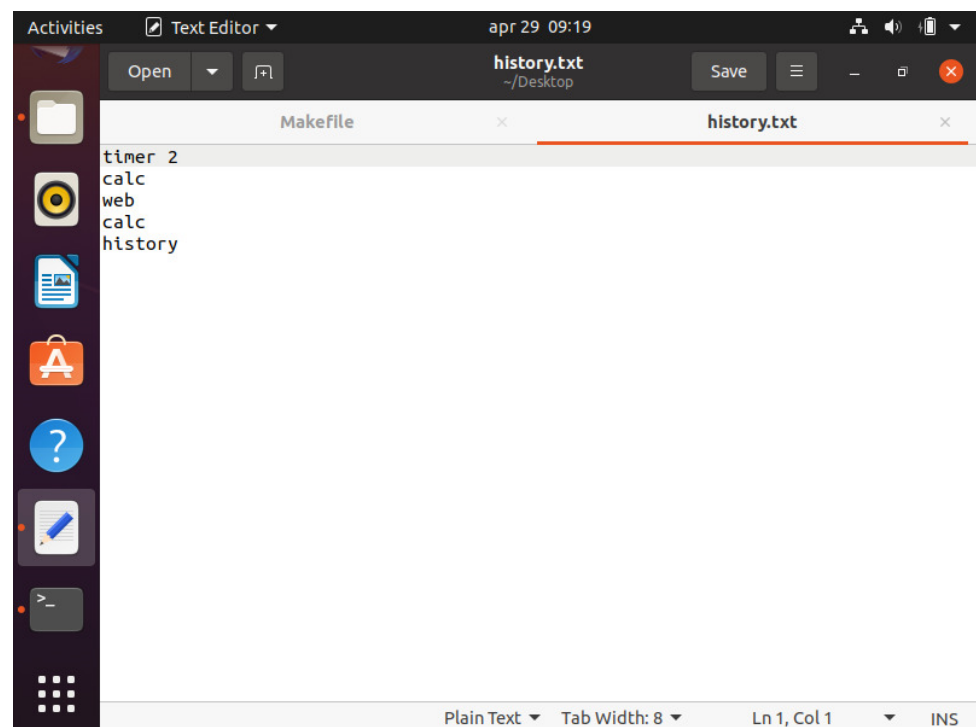 Activities Text Editor apr 29 09:19
Open history.txt Save
~/Desktop
Makefile history.txt
timer 2
calc
web
calc
history
Plain Text Tab Width: 8 Ln 1, Col 1 INS